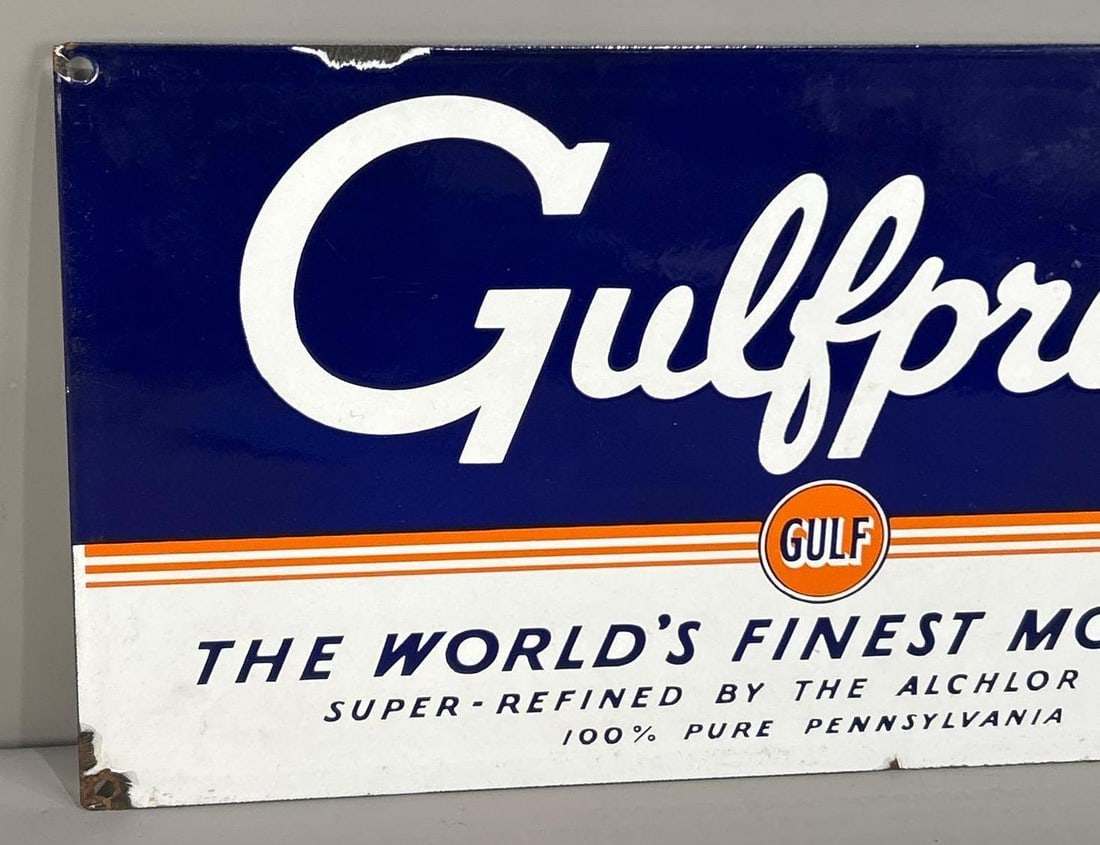 Gulfpr
GULF
THE WORLD'S FINEST MO
SUPER-REFINED BY THE ALCHLOR
100% PURE PENNSYLVANIA